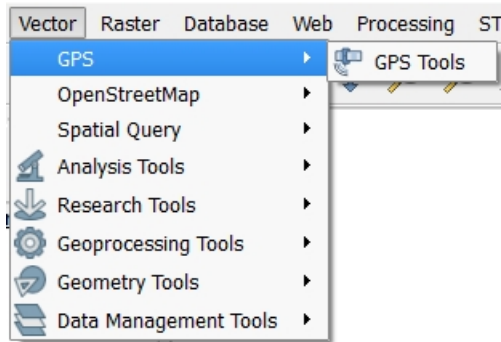 Vector Raster Database Web Processing ST
GPS
GPS Tools
OpenStreetMap
Spatial Query
Analysis Tools
Research Tools
Geoprocessing Tools
Geometry Tools
Data Management Tools